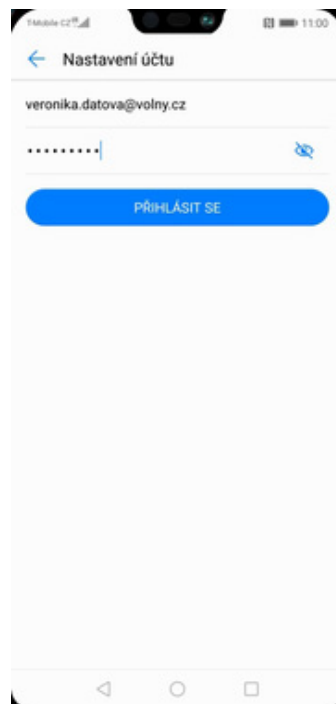 T-Mobile CZ 11:00
Nastavení účtu
veronika.datova@volny.cz
•••••••••
PŘIHLÁSIT SE